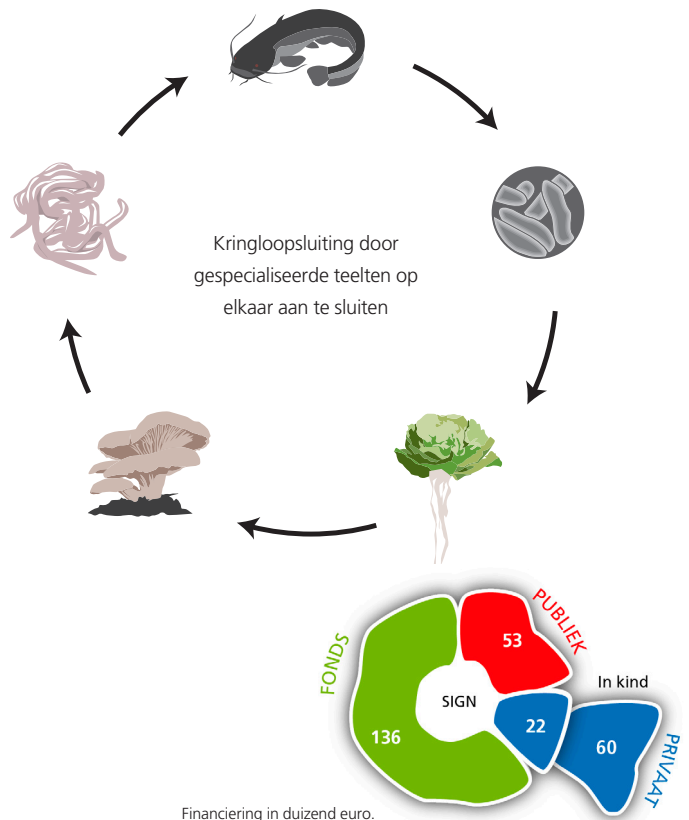 Kringloopsluiting door
gespecialiseerde teelten op
elkaar aan te sluiten
FONDS
PUBLIEK
53
In kind
SIGN
22
136
60
PRIVAAT
Financiering in duizend euro.